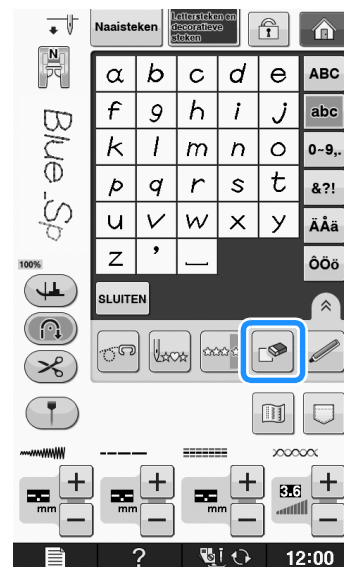 Naaisteken
Lettersteken en
decoratieve
steken
N
a b c d e ABC
f g h i j abc
k l m n o 0~9,.
p q r s t &?!
u v w x y ÄÅä
z ' _ ÔÖö
Blue_Sp
100%
SLUITEN
mm mm mm 3.6
? 12:00